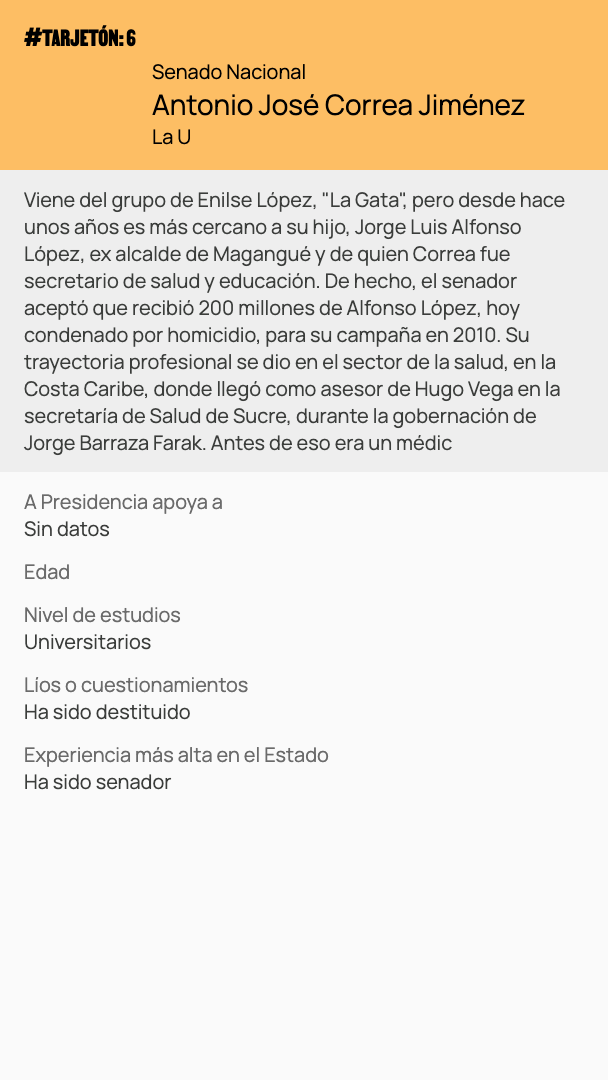 #TARJETÓN: 6
Senado Nacional
Antonio José Correa Jiménez
La U
Viene del grupo de Enilse López, "La Gata", pero desde hace
unos años es más cercano a su hijo, Jorge Luis Alfonso
López, ex alcalde de Magangué y de quien Correa fue
secretario de salud y educación. De hecho, el senador
aceptó que recibió 200 millones de Alfonso López, hoy
condenado por homicidio, para su campaña en 2010. Su
trayectoria profesional se dio en el sector de la salud, en la
Costa Caribe, donde llegó como asesor de Hugo Vega en la
secretaría de Salud de Sucre, durante la gobernación de
Jorge Barraza Farak. Antes de eso era un médic
A Presidencia apoya a
Sin datos
Edad
Nivel de estudios
Universitarios
Líos o cuestionamientos
Ha sido destituido
Experiencia más alta en el Estado
Ha sido senador